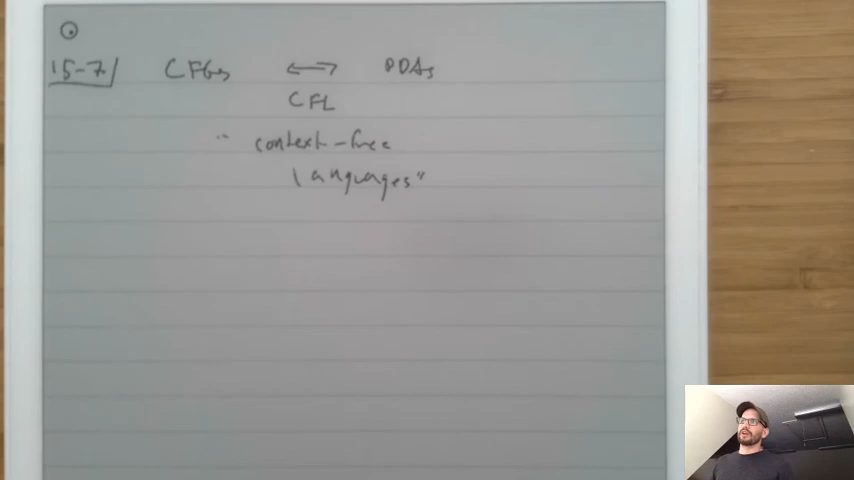 15-7/ CFGs ↔ PDAs
CFL
"context-free
languages"